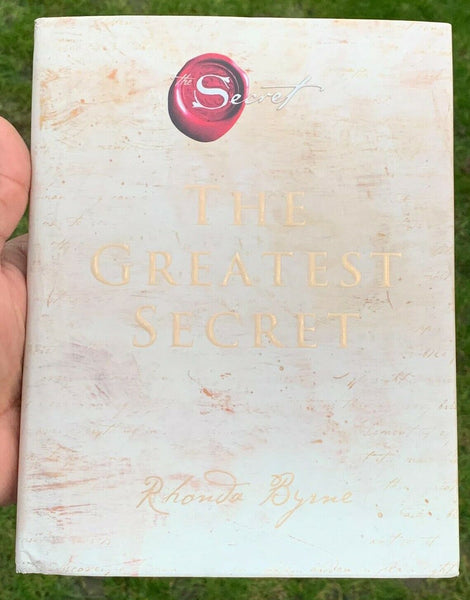 the Secret
THE
GREATEST
SECRET
Rhonda Byrne